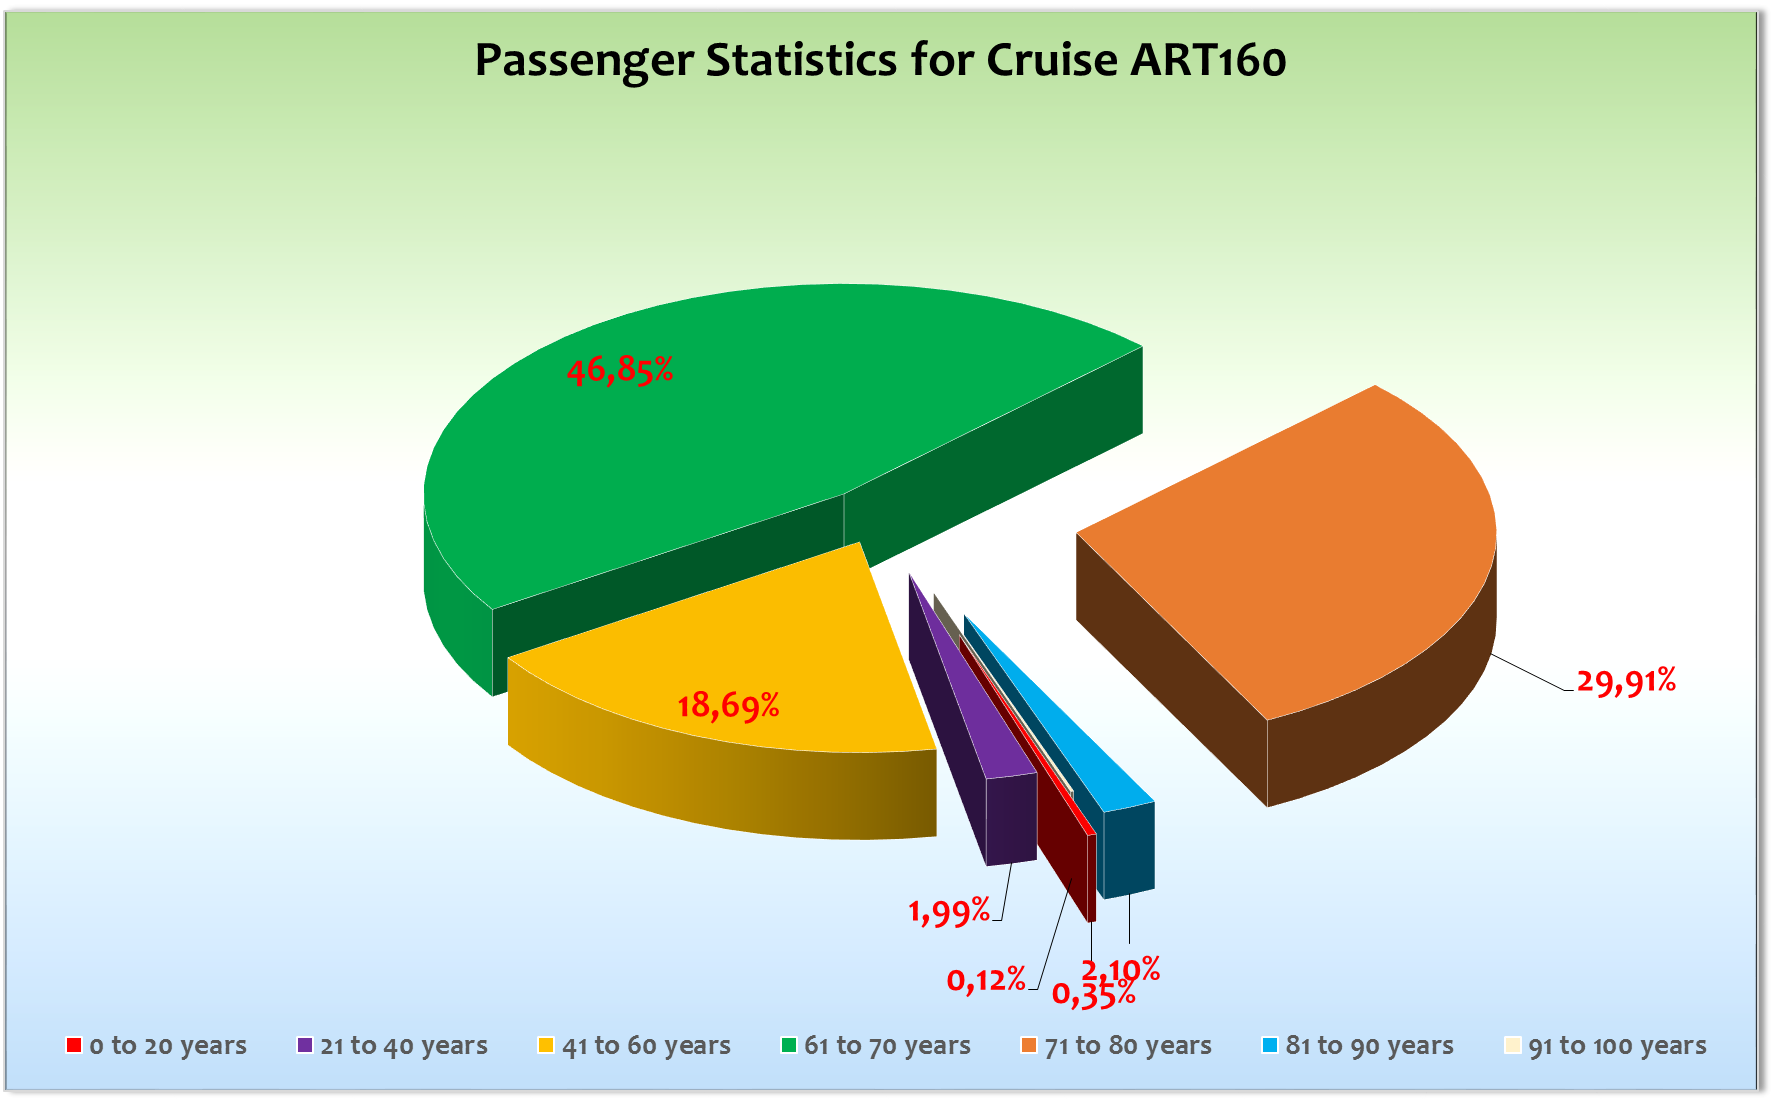 Passenger Statistics for Cruise ART160
46,85%
29,91%
18,69%
1,99%
2,10%
0,12%
0,35%
0 to 20 years
21 to 40 years
41 to 60 years
61 to 70 years
71 to 80 years
81 to 90 years
91 to 100 years